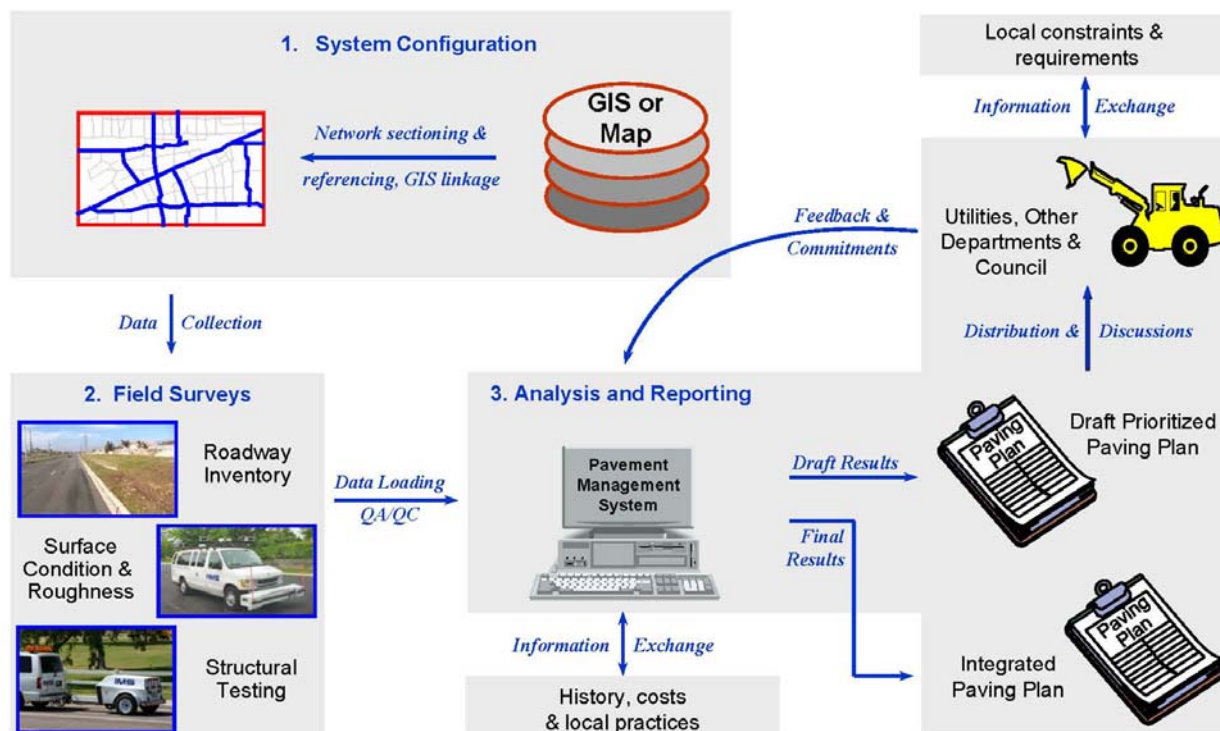 1. System Configuration
GIS or
Map
Network sectioning &
referencing, GIS linkage
Local constraints &
requirements
Information Exchange
Utilities, Other
Departments &
Council
Feedback &
Commitments
Distribution & Discussions
Data Collection
2. Field Surveys
Roadway
Inventory
Surface
Condition &
Roughness
Structural
Testing
IMS
Data Loading
QA/QC
3. Analysis and Reporting
Pavement
Management
System
Draft Results
Final
Results
Paving
Plan
Draft Prioritized
Paving Plan
Paving
Plan
Integrated
Paving Plan
Information Exchange
History, costs
& local practices